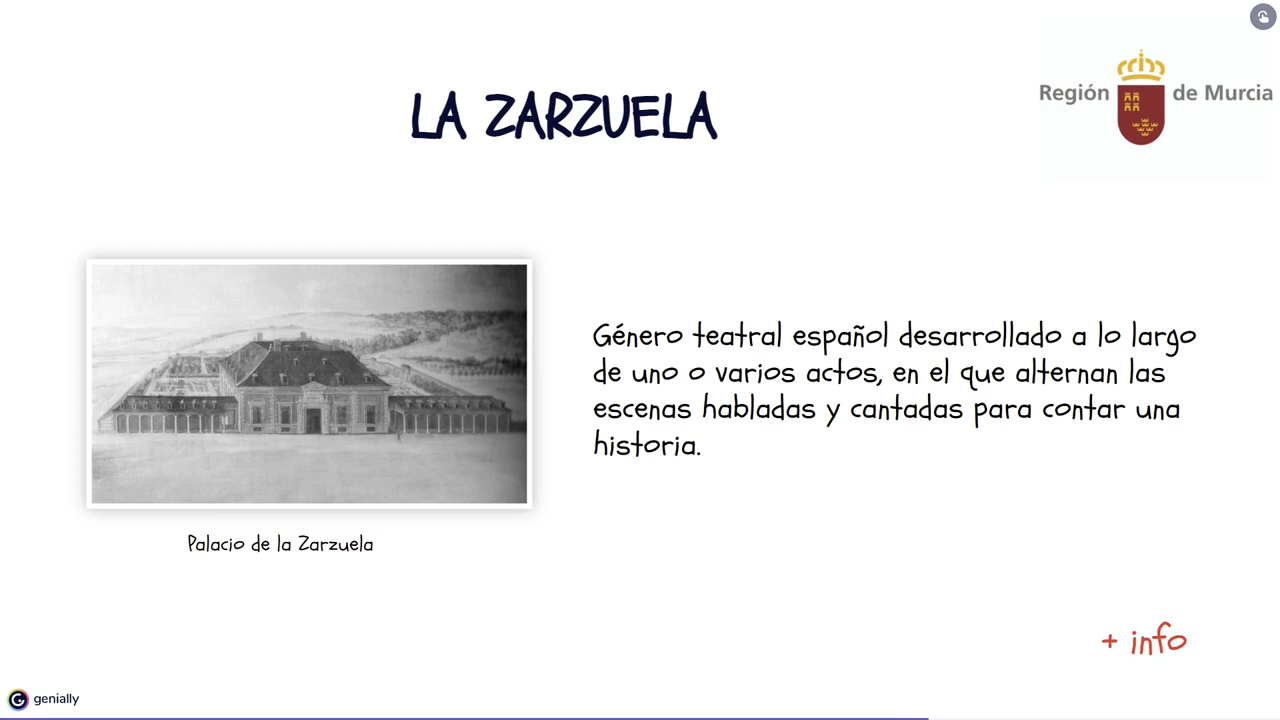 LA ZARZUELA
Región de Murcia
Género teatral español desarrollado a lo largo
de uno o varios actos, en el que alternan las
escenas habladas y cantadas para contar una
historia.
Palacio de la Zarzuela
+ info
genially